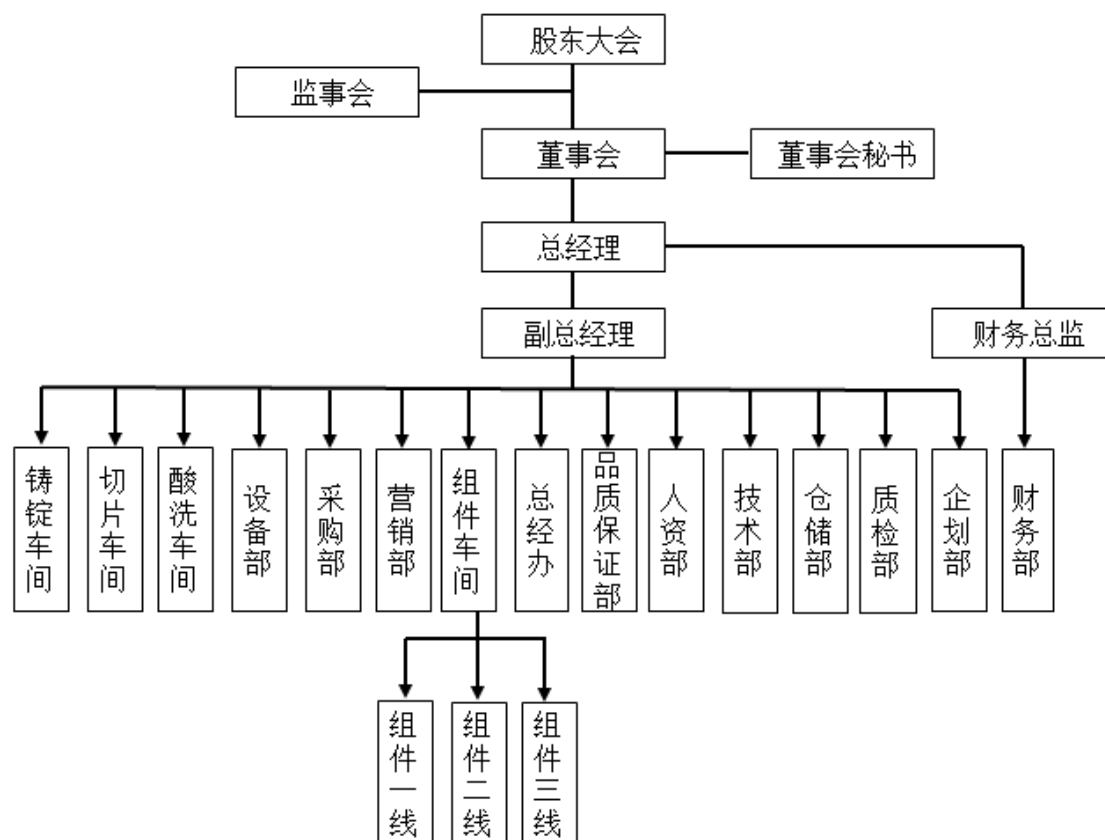 股东大会
监事会
董事会
董事会秘书
总经理
副总经理
财务总监
铸锭车间
切片车间
酸洗车间
设备部
采购部
营销部
组件车间
总经办
品质保证部
人资部
技术部
仓储部
质检部
企划部
财务部
组件一线
组件二线
组件三线